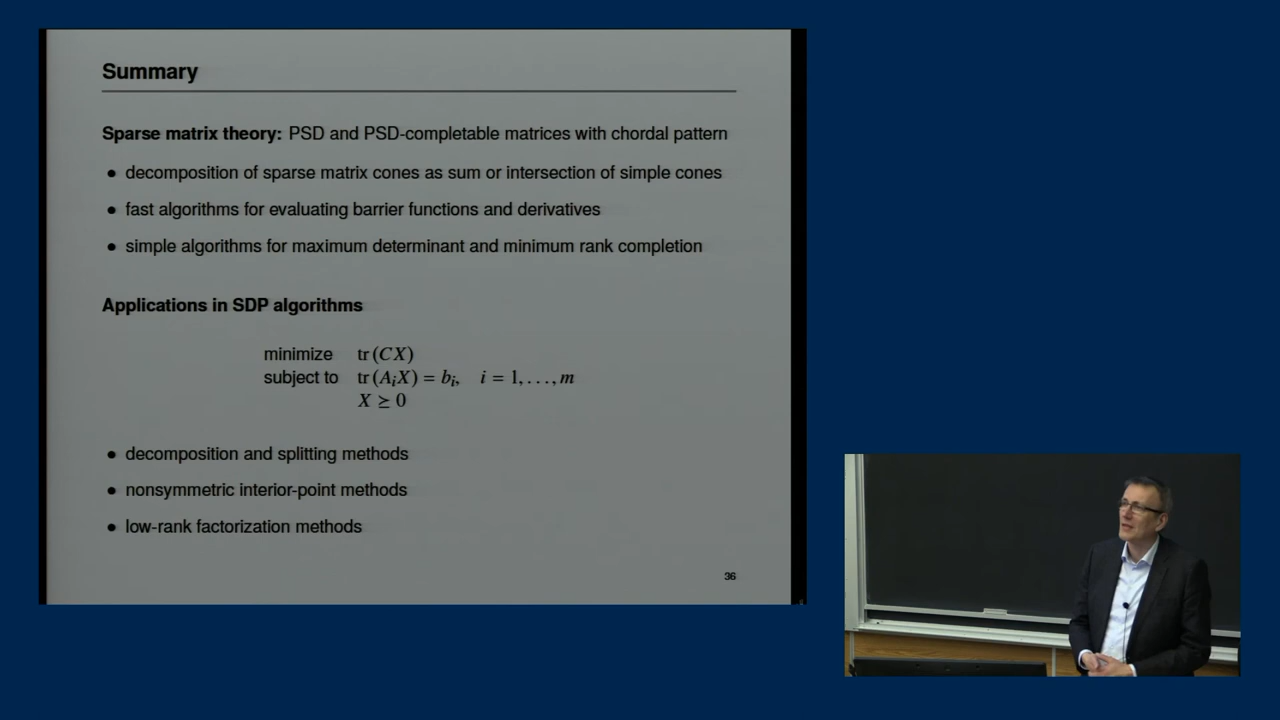 Summary
Sparse matrix theory: PSD and PSD-completable matrices with chordal pattern
• decomposition of sparse matrix cones as sum or intersection of simple cones
• fast algorithms for evaluating barrier functions and derivatives
• simple algorithms for maximum determinant and minimum rank completion
Applications in SDP algorithms
minimize tr(CX)
subject to tr(AᵢX) = bᵢ, i = 1, . . . , m
X ⪰ 0
• decomposition and splitting methods
• nonsymmetric interior-point methods
• low-rank factorization methods
36